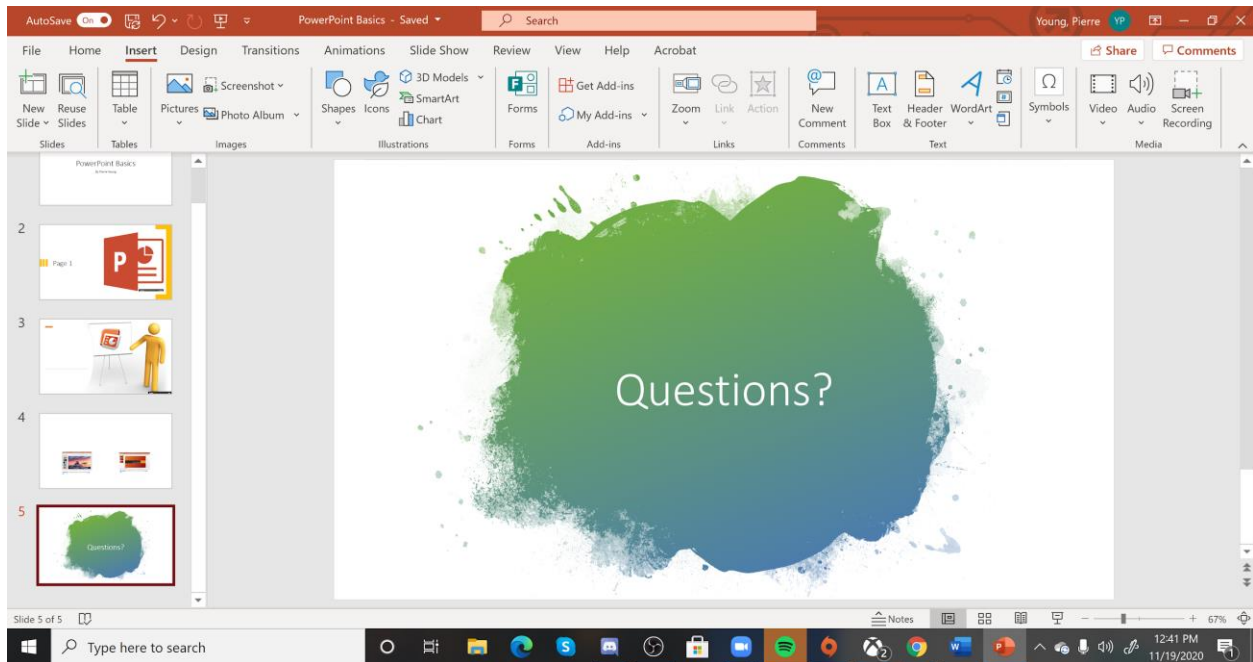 AutoSave On PowerPoint Basics - Saved Search Young, Pierre YP
File Home Insert Design Transitions Animations Slide Show Review View Help Acrobat Share Comments
New Slide Reuse Slides Table Pictures Screenshot Photo Album Shapes Icons 3D Models SmartArt Chart Forms Get Add-ins My Add-ins Zoom Link Action New Comment Text Box Header & Footer WordArt Symbols Video Audio Screen Recording
Slides Tables Images Illustrations Forms Add-ins Links Comments Text Media
PowerPoint Basics
2
Page 1
P
3
4
5
Questions?
Questions?
Slide 5 of 5 Notes 67%
Type here to search 12:41 PM
11/19/2020